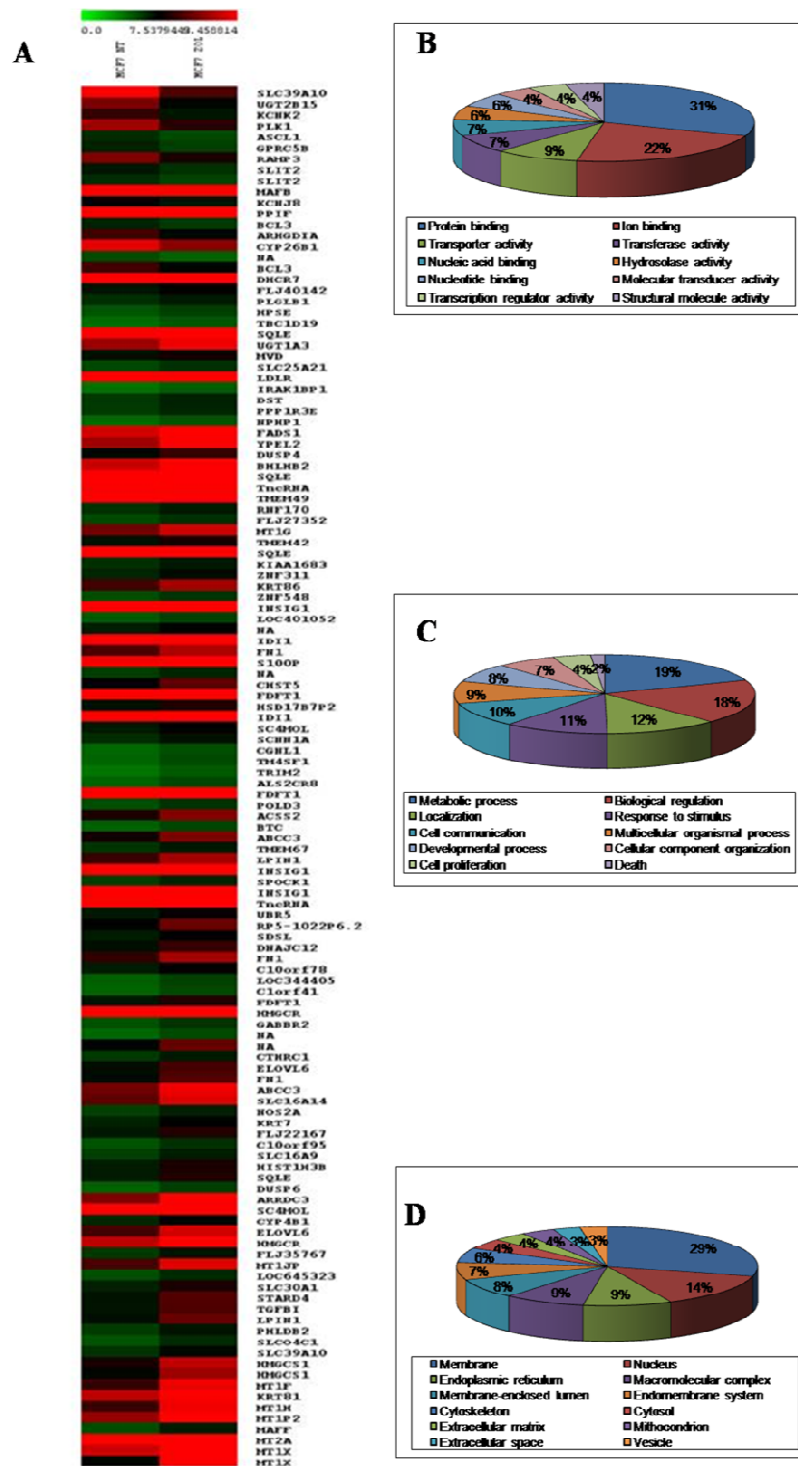 A
0.0 7.5379449 9.458814
MCF7 NT
MCF7 ZOL
SLC39A10
UGT2B15
KCNK2
PLK1
ASCL1
GPRC5B
RAMP3
SLIT2
SLIT2
MAFB
KCNJ8
PPIF
BCL3
ARHGDIA
CYP26B1
NA
BCL3
DHCR7
FLJ40142
PLGLB1
HPSE
TBC1D19
SQLE
UGT1A3
MVD
SLC25A21
LDLR
IRAK1BP1
DST
PPP1R3E
NPHP1
FADS1
YPEL2
DUSP4
BHLHB2
SQLE
TncRNA
TMEM49
RNF170
FLJ27352
MT1G
TMEM42
SQLE
KIAA1683
ZNF311
KRT86
ZNF548
INSIG1
LOC401052
NA
IDI1
FN1
S100P
NA
CHST5
FDFT1
HSD17B7P2
IDI1
SC4MOL
SCNN1A
CGNL1
TM4SF1
TRIM2
ALS2CR8
FDFT1
POLD3
ACSS2
BTC
ABCC3
TMEM67
LPIN1
INSIG1
SPOCK1
INSIG1
TncRNA
UBR5
RP5-1022P6.2
SDSL
DNAJC12
FN1
C10orf78
LOC344405
C1orf41
FDFT1
HMGCR
GABBR2
NA
NA
CTHRC1
ELOVL6
FN1
ABCC3
SLC16A14
NOS2A
KRT7
FLJ22167
C10orf95
SLC16A9
HIST1H3B
SQLE
DUSP6
ARRDC3
SC4MOL
CYP4B1
ELOVL6
HMGCR
FLJ35767
MT1JP
LOC645323
SLC30A1
STARD4
TGFBI
LPIN1
PHLDB2
SLCO4C1
SLC39A10
HMGCS1
HMGCS1
MT1F
KRT81
MT1H
MT1P2
MAFF
MT2A
MT1X
MT1X
B
31%
22%
9%
7%
7%
6%
6%
4%
4%
4%
Protein binding Ion binding
Transporter activity Transferase activity
Nucleic acid binding Hydrosolase activity
Nucleotide binding Molecular transducer activity
Transcription regulator activity Structural molecule activity
C
19%
18%
12%
11%
10%
9%
8%
7%
4%
2%
Metabolic process Biological regulation
Localization Response to stimulus
Cell communication Multicellular organismal process
Developmental process Cellular component organization
Cell proliferation Death
D
29%
14%
9%
9%
8%
7%
6%
4%
4%
4%
3%
3%
Membrane Nucleus
Endoplasmic reticulum Macromolecular complex
Membrane-enclosed lumen Endomembrane system
Cytoskeleton Cytosol
Extracellular matrix Mithocondrion
Extracellular space Vesicle